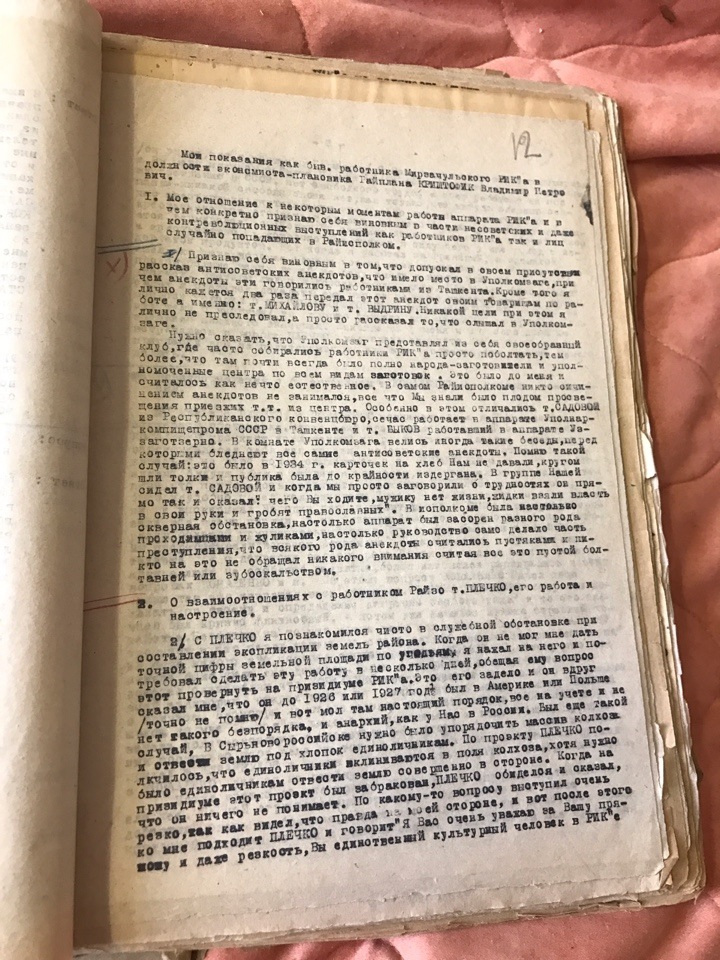 12
Мои показания как быв. работника Мирзачульского РИК"а в
должности экономиста-плановика Райплана КРИШТОФИК Владимир Петро
вич.
I. Мое отношение к некоторым моментам работы аппарата РИК"а и в
чем конкретно признаю себя виновным в части несоветских и даже
контреволюционных выступлений как работников РИК"а так и лиц
случайно попадающих в Райисполком.
I/ Признаю себя виновным в том,что допускал в своем присутствии
рассказ антисоветских анекдотов,что имело место в Уполкомзаге,при
чем анекдоты эти говорились работниками из Ташкента.Кроме того я
лично кажется два раза передал этот анекдот своим товарищам по ра-
боте а именно: т.МИХАЙЛОВУ и т. ВЫДРИНУ.Никакой цели при этом я
лично не преследовал,а просто рассказал то,что слышал в Уполком-
заге.
Нужно сказать,что Уполкомзаг представлял из себя своеобразный
клуб,где часто собирались работники РИК"а просто поболтать,тем
более,что там почти всегда было полно народа-заготовители и упол-
номоченные центра по всем видам заготовок . Это было до меня и
считалось как нечто естественное. В самом Райисполкоме никто сичи-
нением анекдотов не занимался,все что Мы знали было плодом просве-
щения приезжих т.т. из центра. Особенно в этом отличались т.САДОВОЙ
из Республиканского конвенцбюро,сечас работает в аппарате Уполнар-
компищепрома СССР в Ташкенте и т. БЫКОВ работавший в аппарате Уз-
заготзерно. В комнате Уполкомзага велись иногда такие беседы,перед
которыми бледнеют все самые антисоветские анекдоты. Помню такой
случай:это было в 1934 г. карточек на хлеб Нам не давали,кругом
шли толки и публика была до крайности издергана. В группе Нашей
сидел т. САДОВОЙ и когда мы просто заговорили о трудностях он пря-
мо так и сказал" чего Вы ходите,мужику нет жизни,жидки взяли власть
в свои руки и гробят православных". В исполкоме была настолько
скверная обстановка,настолько аппарат был засорен разного рода
проходимцами и жуликами,настолько руководство само делало часть
преступления,что всякого рода анекдоты считались пустяками и ни-
кто на это не обращал никакого внимания считая все это пустой бол-
тавней или зубоскальством.
2. О взаимоотношениях с работником Райзо т.ПЛЕЧКО,его работа и
настроение.
2/ С ПЛЕЧКО я познакомился чисто в служебной обстановке при
составлении экспликации земель района. Когда он не мог мне дать
точной цифры земельной площади по угодьям, я нахал на него и по-
требовал сделать эту работу в несколько дней,обещая ему вопрос
этот провернуть на призидиуме РИК"а.Это его задело и он вдруг
сказал мне,что он до 1926 или 1927 года был в Америке или Польше
/точно не помню/ и вот мол там настоящий порядок,все на учете и не
нет такого безпорядка, и анархий,как у Нас в России. Был еще такой
случай, В Сырьновороссийске нужно было упорядочить массив колхоза
и отвести землю под хлопок единоличникам. По проекту ПЛЕЧКО по-
лкчилось,что единоличники вклиниваются в поля колхоза,хотя нужно
было единоличникам отвести землю совершенно в стороне. Когда на
призидиуме этот проект был забракован,ПЛЕЧКО обиделся и сказал,
что он ничего не понимает. По какому-то вопросу выступил очень
резко,так как видел,что правда на моей стороне, и вот после этого
ко мне подходит ПЛЕЧКО и говорит"Я Вас очень уважаю за Вашу пря-
мошу и даже резкость,Вы единственный культурный человек в РИК"е